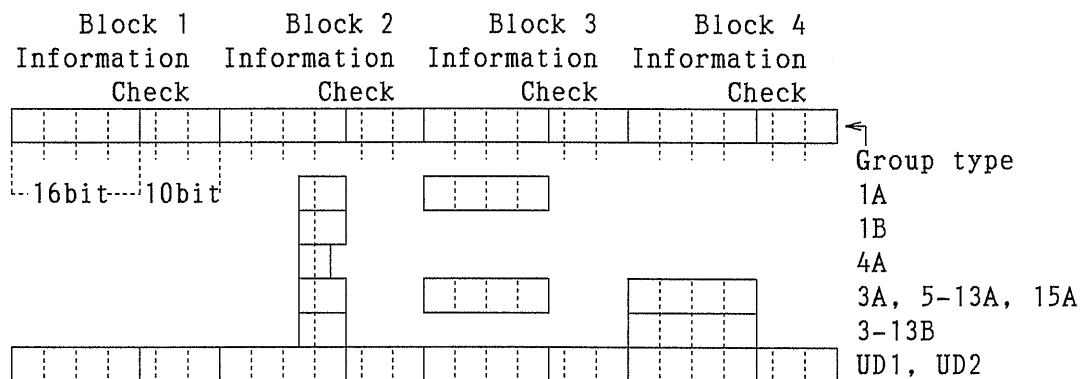 Block 1 Block 2 Block 3 Block 4
Information Information Information Information
Check Check Check Check
Group type
16bit 10bit 1A
1B
4A
3A, 5-13A, 15A
3-13B
UD1, UD2